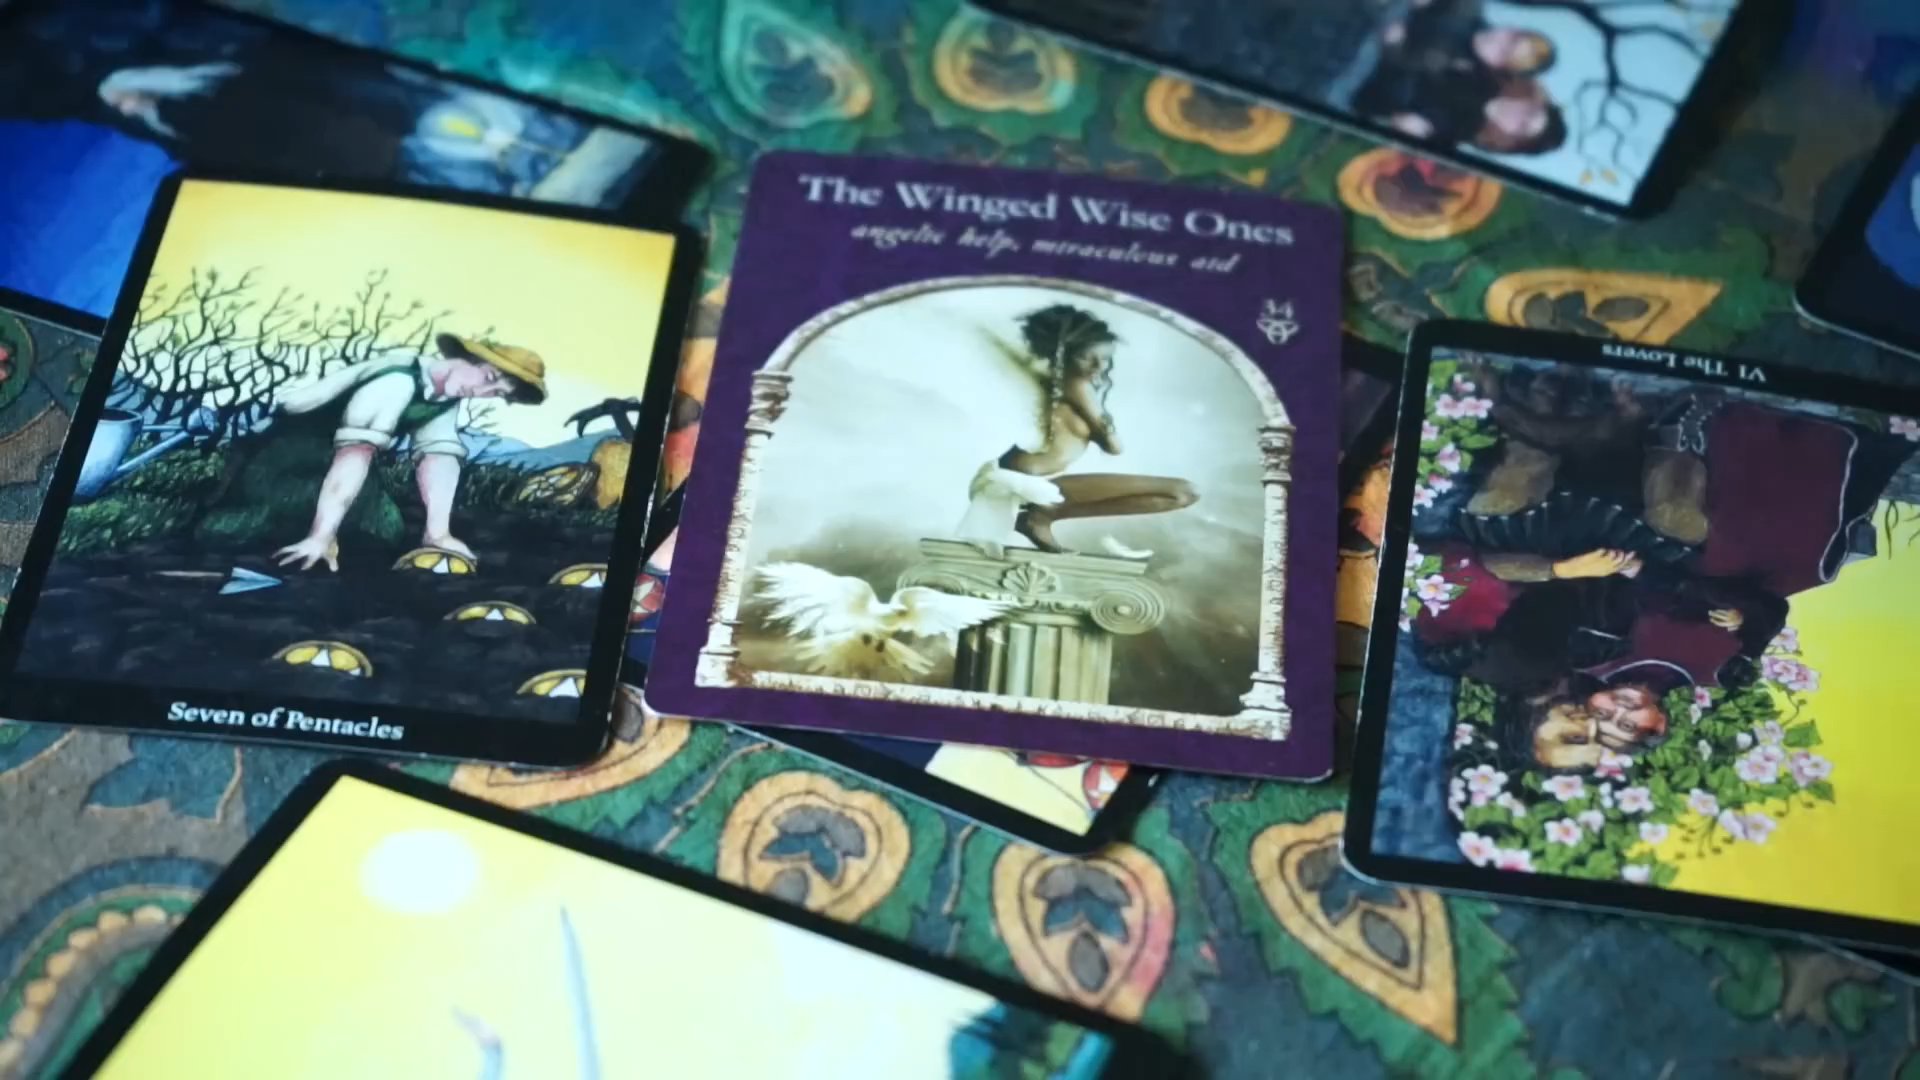 The Winged Wise Ones
angelic help, miraculous aid
34
VI The Lovers
Seven of Pentacles